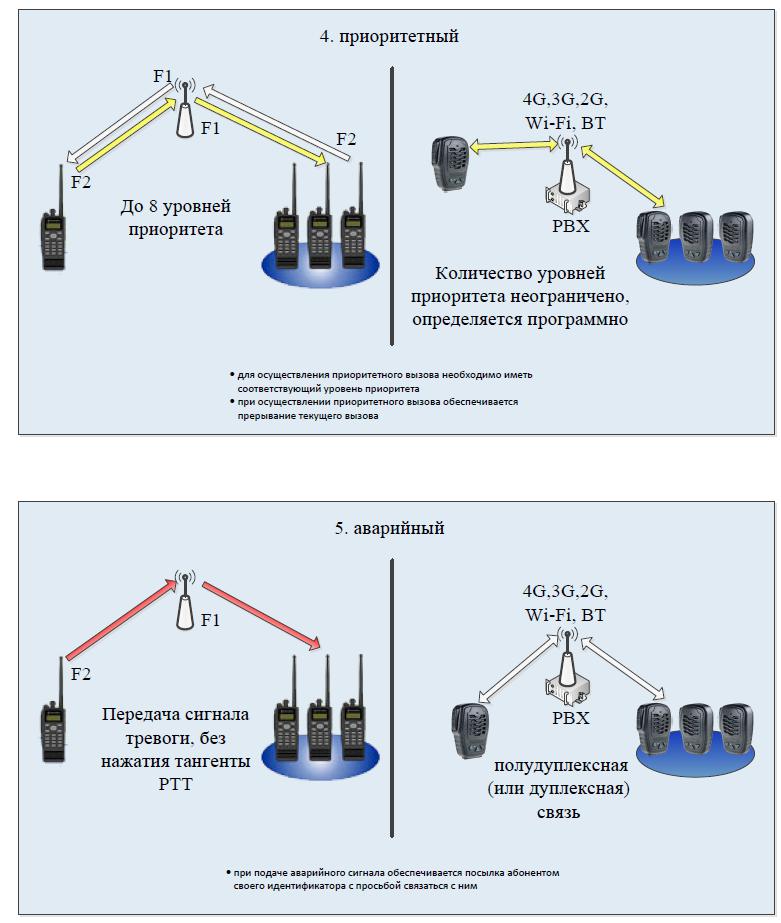 4. приоритетный
F1
F1
F2
F2
До 8 уровней
приоритета
4G,3G,2G,
Wi-Fi, BT
PBX
Количество уровней
приоритета неограничено,
определяется программно
• для осуществления приоритетного вызова необходимо иметь
соответствующий уровень приоритета
• при осуществлении приоритетного вызова обеспечивается
прерывание текущего вызова
5. аварийный
F1
F2
Передача сигнала
тревоги, без
нажатия тангенты
PTT
4G,3G,2G,
Wi-Fi, BT
PBX
полудуплексная
(или дуплексная)
связь
• при подаче аварийного сигнала обеспечивается посылка абонентом
своего идентификатора с просьбой связаться с ним